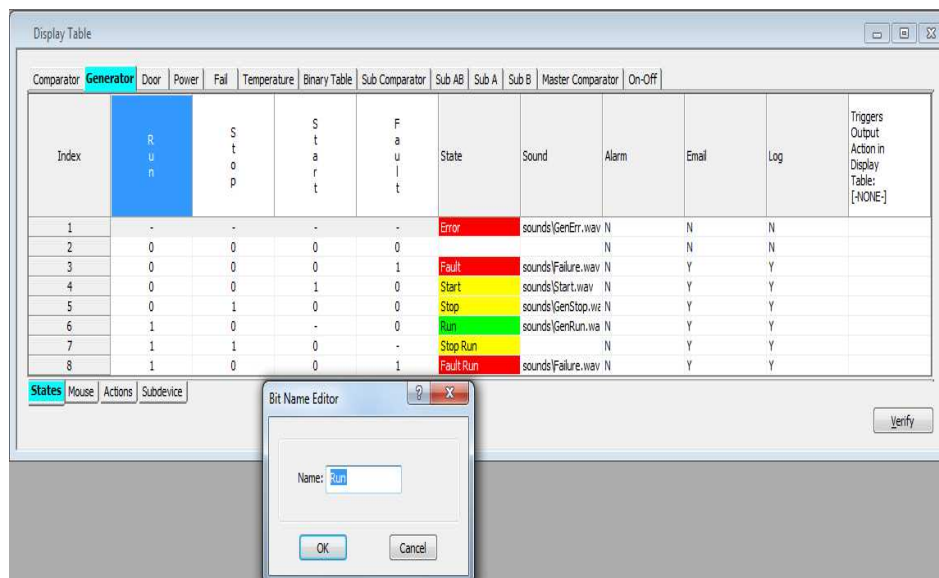 Display Table
Comparator Generator Door Power Fail Temperature Binary Table Sub Comparator Sub AB Sub A Sub B Master Comparator On-Off
Index Run Stop Start Fault State Sound Alarm Email Log Triggers Output Action in Display Table: [-NONE-]
1 - - - - Error sounds\GenErr.wav N N N
2 0 0 0 0 N N N
3 0 0 0 1 Fault sounds\Failure.wav N Y Y
4 0 0 1 0 Start sounds\Start.wav N Y Y
5 0 1 0 0 Stop sounds\GenStop.wa N Y Y
6 1 0 - 0 Run sounds\GenRun.wa N Y Y
7 1 1 0 - Stop Run N Y Y
8 1 0 0 1 Fault Run sounds\Failure.wav N Y Y
States Mouse Actions Subdevice
Verify
Bit Name Editor
Name: Run
OK Cancel